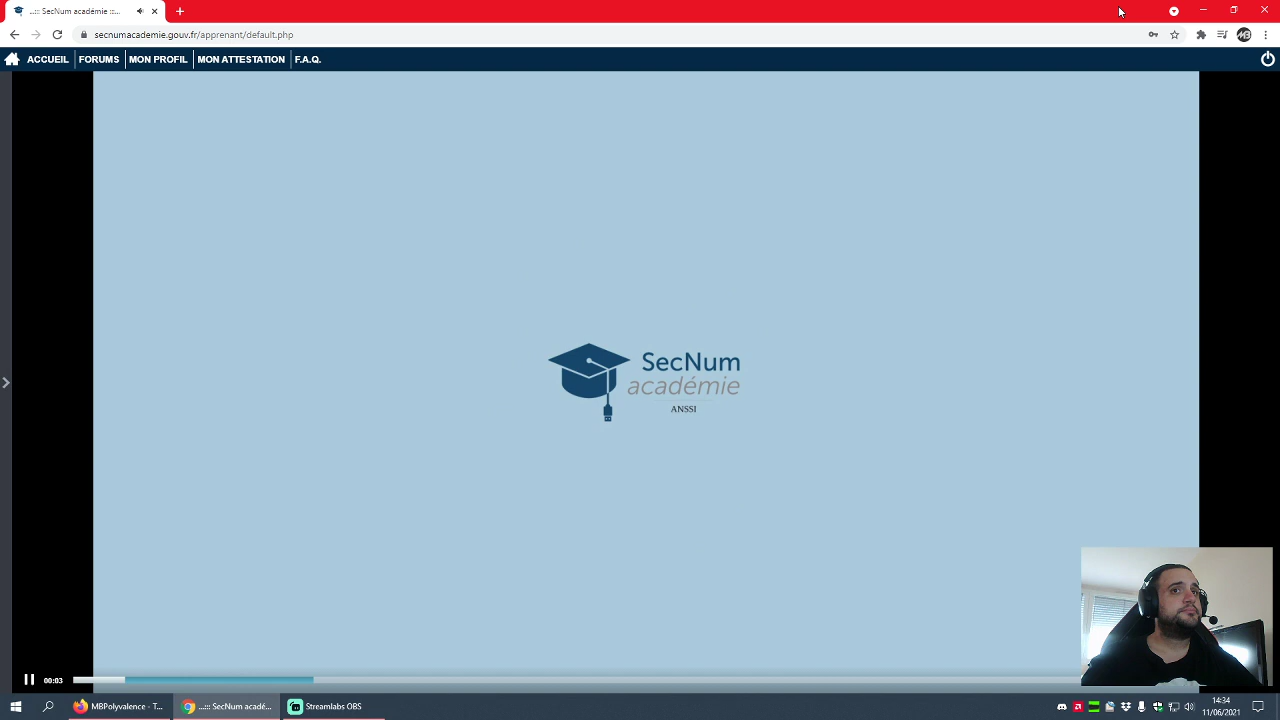 ..:: SecNum académie ::...
secnumacademie.gouv.fr/apprenant/default.php
ACCUEIL
FORUMS
MON PROFIL
MON ATTESTATION
F.A.Q.
SecNum
académie
ANSSI
00:03
MBPolyvalence - T...
..:: SecNum acadé...
Streamlabs OBS
14:34
11/06/2021